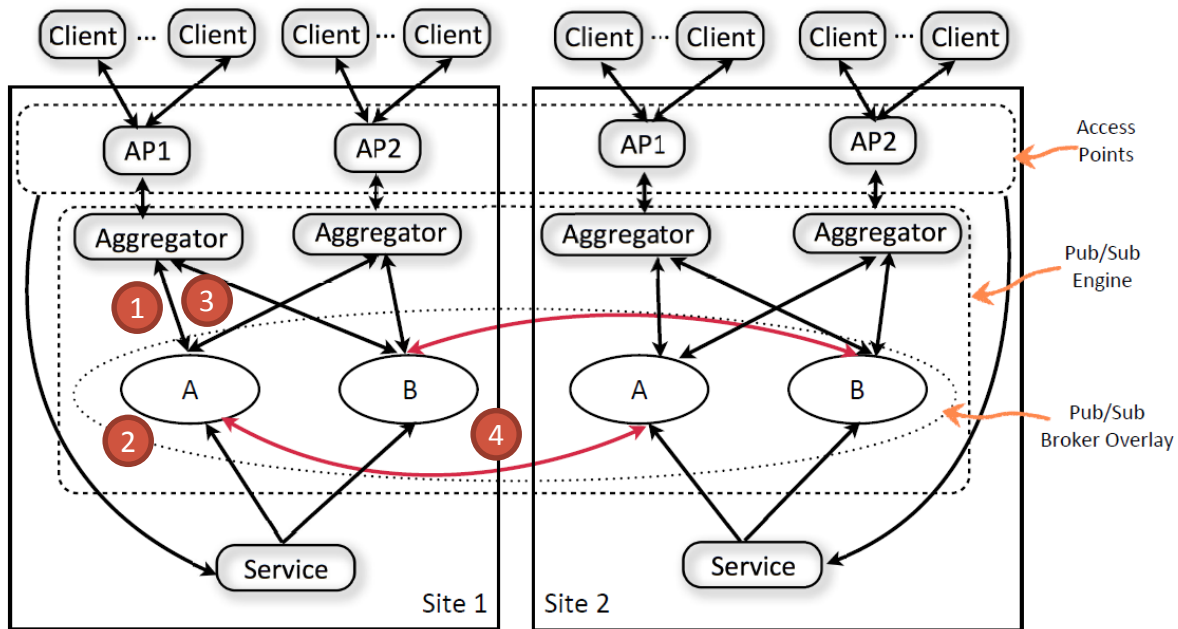 Client ... Client Client ... Client Client ... Client Client ... Client
AP1 AP2 AP1 AP2
Access
Points
Aggregator Aggregator Aggregator Aggregator
Pub/Sub
Engine
1 3
A B A B
2 4
Pub/Sub
Broker Overlay
Service Service
Site 1 Site 2